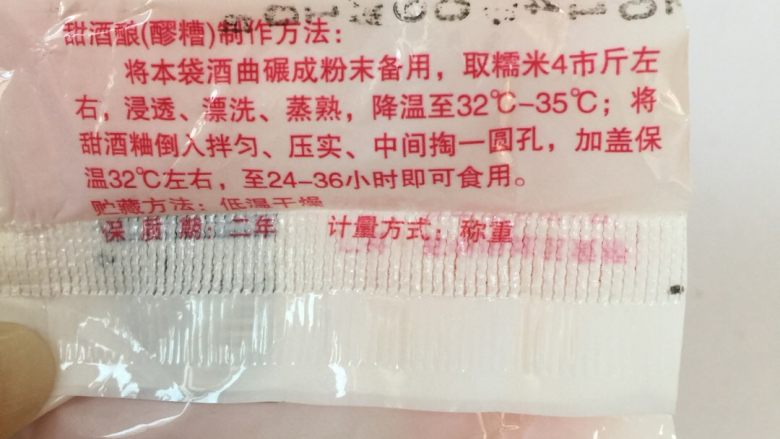 甜酒酿(醪糟)制作方法:
将本袋酒曲碾成粉末备用，取糯米4市斤左
右，浸透、漂洗、蒸熟，降温至32℃-35℃；将
甜酒粬倒入拌匀、压实、中间掏一圆孔，加盖保
温32℃左右，至24-36小时即可食用。
贮藏方法：低温干燥
保质期：二年 计量方式：称重